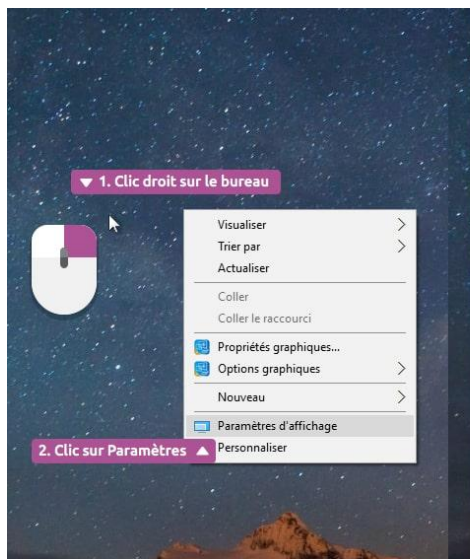 1. Clic droit sur le bureau
Visualiser
Trier par
Actualiser
Coller
Coller le raccourci
Propriétés graphiques...
Options graphiques
Nouveau
Paramètres d'affichage
2. Clic sur Paramètres
Personnaliser